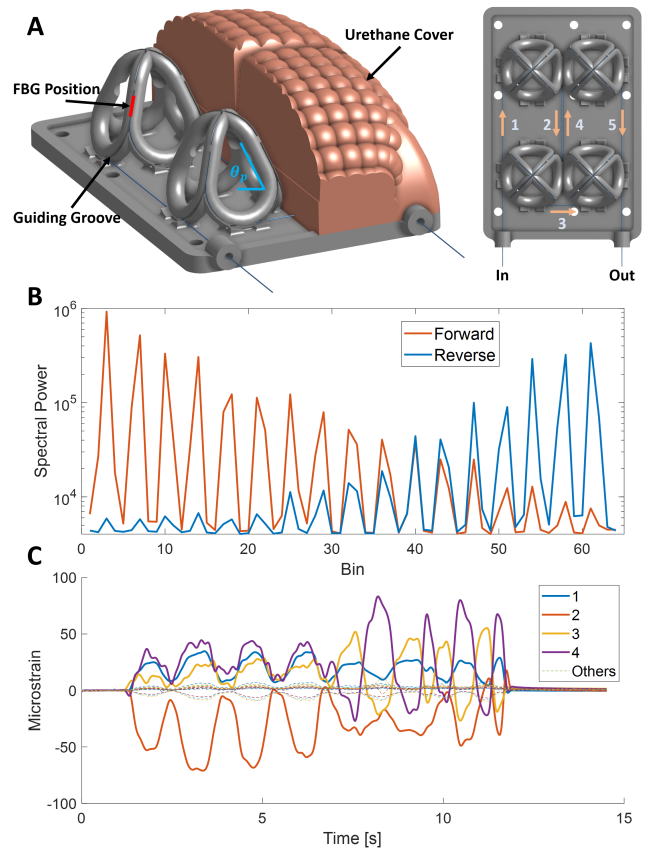 A
Urethane Cover
FBG Position
θp
Guiding Groove
1 2 4 5
3
In Out
B
10^6
10^5
10^4
Spectral Power
Forward
Reverse
0 10 20 30 40 50 60
Bin
C
100
50
0
-50
-100
Microstrain
1
2
3
4
Others
0 5 10 15
Time [s]